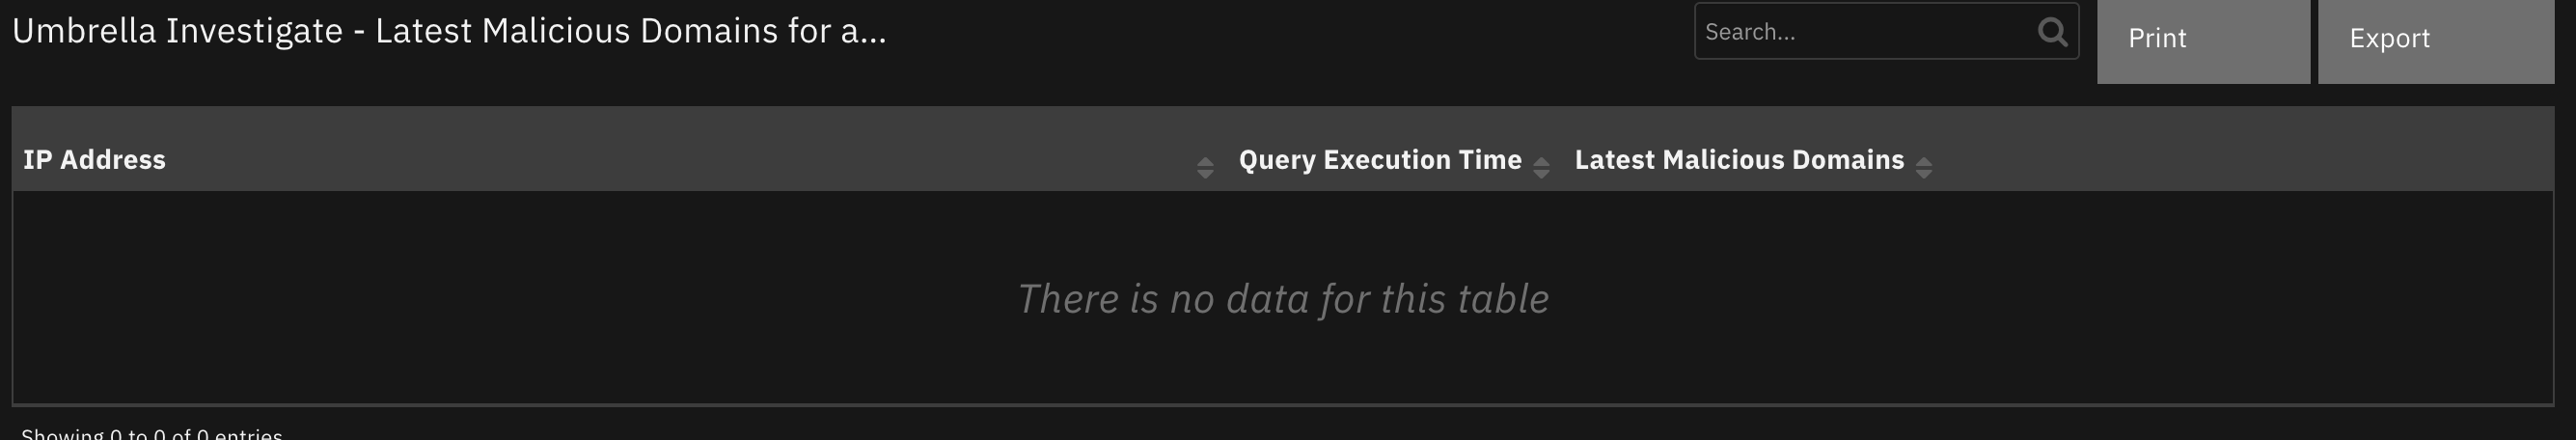 Umbrella Investigate - Latest Malicious Domains for a...
Search...
Print
Export
IP Address
Query Execution Time
Latest Malicious Domains
There is no data for this table
Showing 0 to 0 of 0 entries